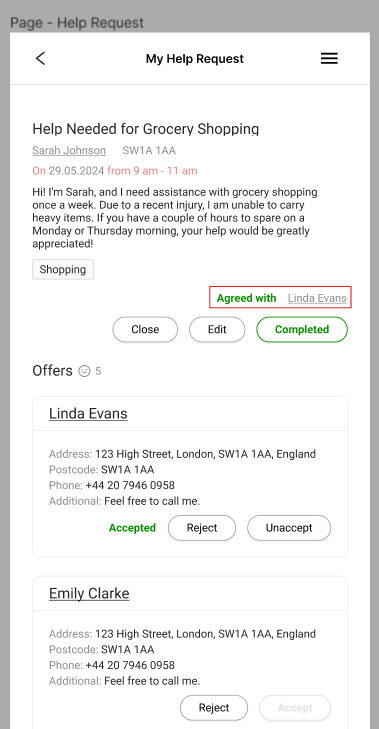 Page - Help Request
My Help Request
Help Needed for Grocery Shopping
Sarah Johnson SW1A 1AA
On 29.05.2024 from 9 am - 11 am
Hi! I'm Sarah, and I need assistance with grocery shopping
once a week. Due to a recent injury, I am unable to carry
heavy items. If you have a couple of hours to spare on a
Monday or Thursday morning, your help would be greatly
appreciated!
Shopping
Agreed with Linda Evans
Close Edit Completed
Offers 5
Linda Evans
Address: 123 High Street, London, SW1A 1AA, England
Postcode: SW1A 1AA
Phone: +44 20 7946 0958
Additional: Feel free to call me.
Accepted Reject Unaccept
Emily Clarke
Address: 123 High Street, London, SW1A 1AA, England
Postcode: SW1A 1AA
Phone: +44 20 7946 0958
Additional: Feel free to call me.
Reject Accept